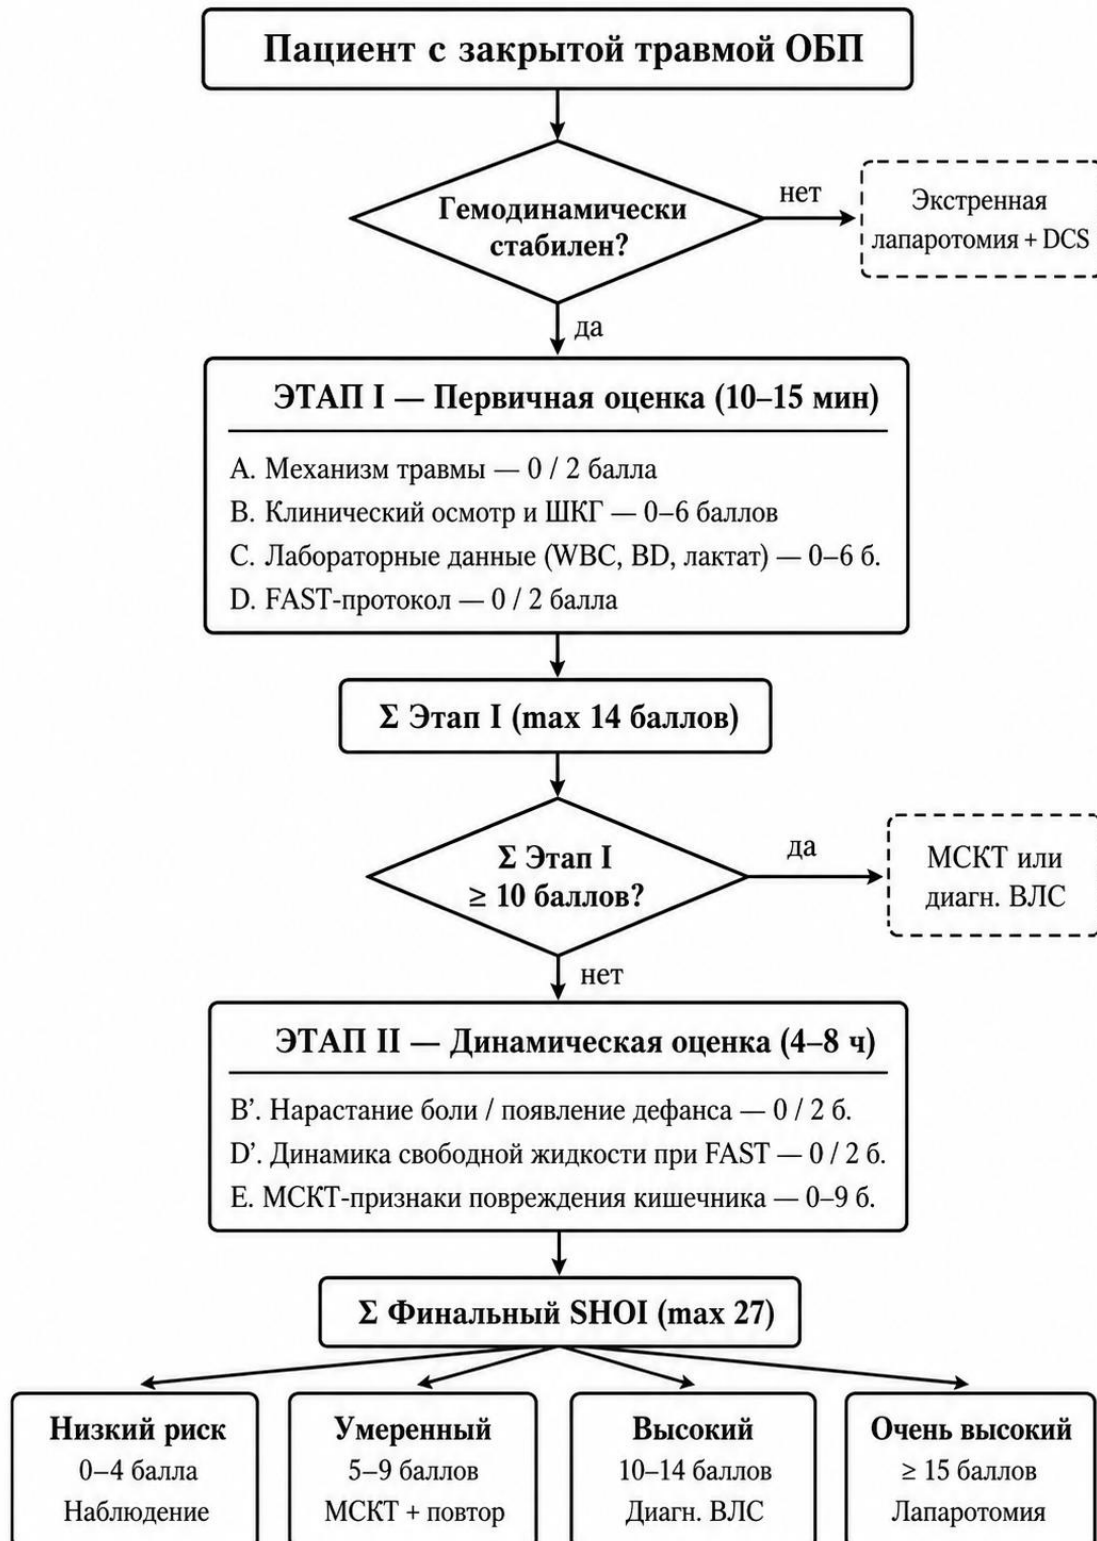 Пациент с закрытой травмой ОБП
Гемодинамически
стабилен?
нет
Экстренная
лапаротомия + DCS
да
ЭТАП I — Первичная оценка (10–15 мин)
A. Механизм травмы — 0 / 2 балла
B. Клинический осмотр и ШКГ — 0–6 баллов
C. Лабораторные данные (WBC, BD, лактат) — 0–6 б.
D. FAST-протокол — 0 / 2 балла
Σ Этап I (max 14 баллов)
Σ Этап I
≥ 10 баллов?
да
МСКТ или
диагн. ВЛС
нет
ЭТАП II — Динамическая оценка (4–8 ч)
B’. Нарастание боли / появление дефанса — 0 / 2 б.
D’. Динамика свободной жидкости при FAST — 0 / 2 б.
E. МСКТ-признаки повреждения кишечника — 0–9 б.
Σ Финальный SHOI (max 27)
Низкий риск
0–4 балла
Наблюдение
Умеренный
5–9 баллов
МСКТ + повтор
Высокий
10–14 баллов
Диагн. ВЛС
Очень высокий
≥ 15 баллов
Лапаротомия